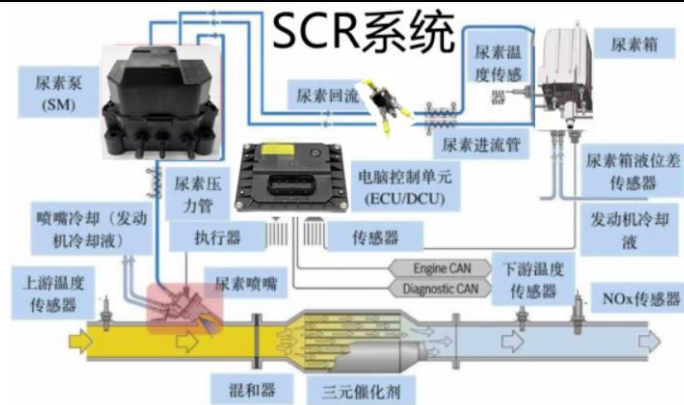 SCR系统
尿素泵
(SM)
尿素回流
尿素温
度传感
器
尿素箱
尿素进流管
尿素压
力管
电脑控制单元
(ECU/DCU)
尿素箱液位差
传感器
喷嘴冷却（发动
机冷却液）
执行器
传感器
发动机冷却
液
Engine CAN
Diagnostic CAN
上游温度
传感器
尿素喷嘴
下游温度
传感器
NOx传感器
混和器
三元催化剂